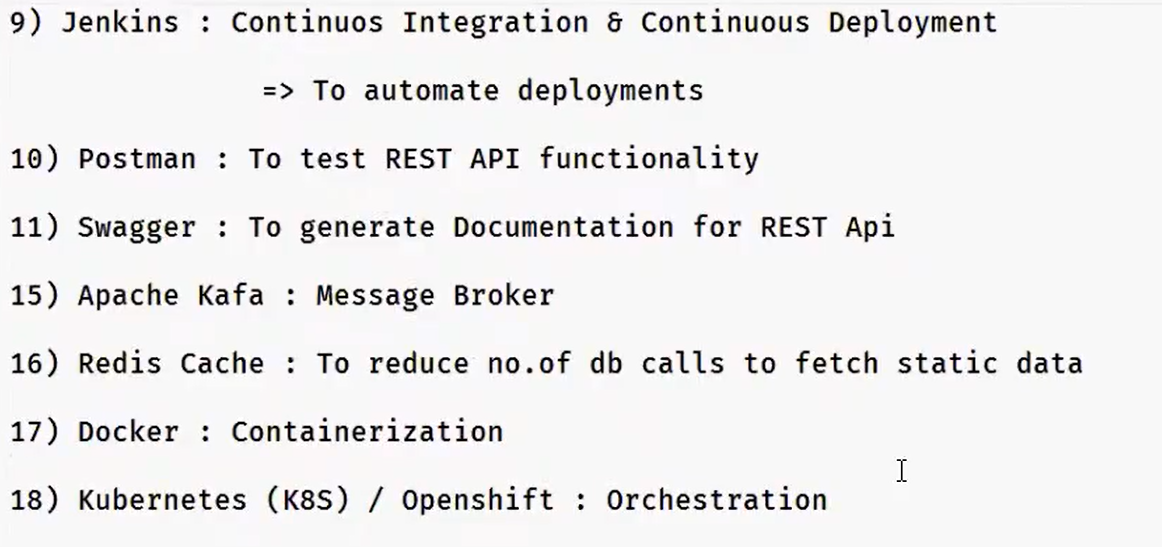 9) Jenkins : Continuos Integration & Continuous Deployment
=> To automate deployments
10) Postman : To test REST API functionality
11) Swagger : To generate Documentation for REST Api
15) Apache Kafa : Message Broker
16) Redis Cache : To reduce no.of db calls to fetch static data
17) Docker : Containerization
18) Kubernetes (K8S) / Openshift : Orchestration